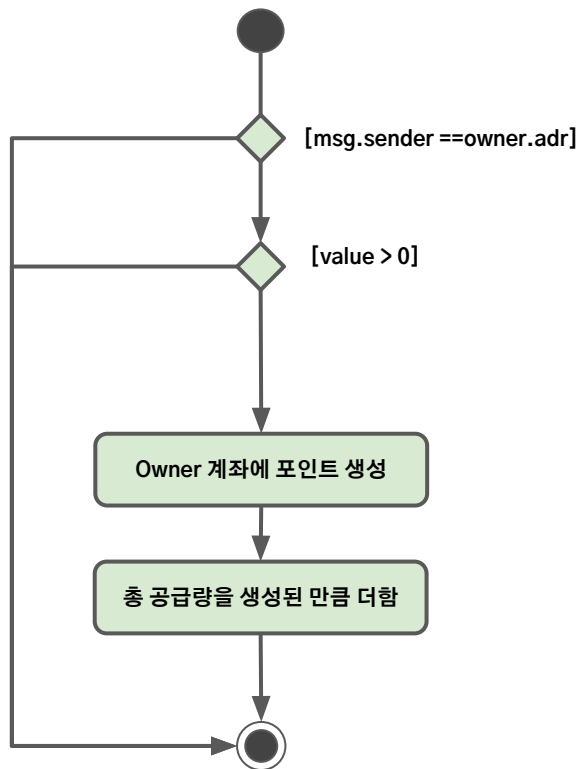 [msg.sender ==owner.adr]
[value > 0]
Owner 계좌에 포인트 생성
총 공급량을 생성된 만큼 더함